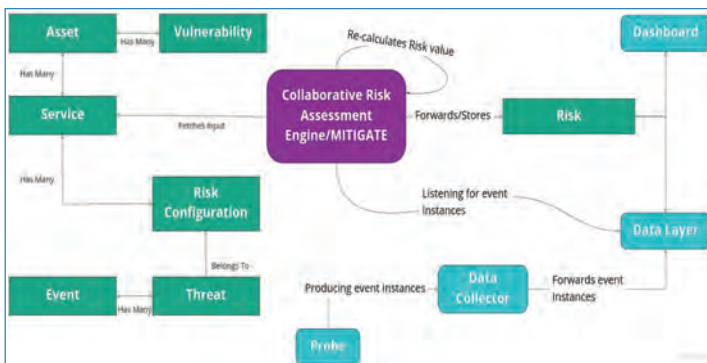 Asset
Has Many
Vulnerability
Re-calculates Risk value
Dashboard
Has Many
Collaborative Risk
Assessment
Engine/MITIGATE
Service
Fetches Input
Forwards/Stores
Risk
Has Many
Risk
Configuration
Listening for event
Instances
Data Layer
Belongs To
Event
Has Many
Threat
Producing event instances
Data
Collector
Forwards event
Instances
Probe